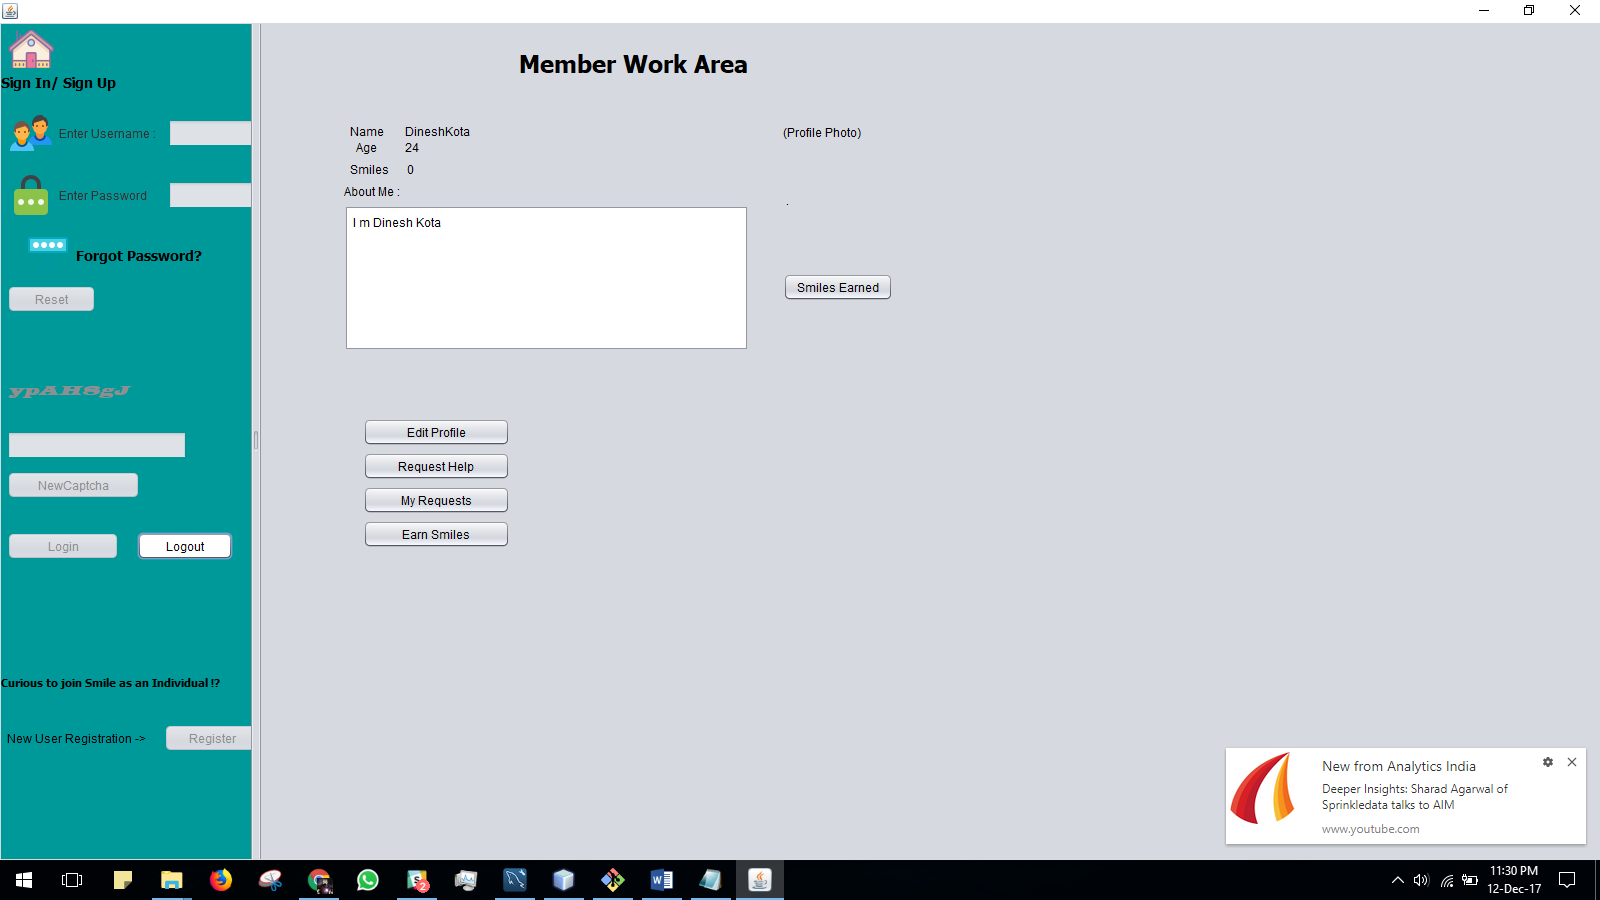 Sign In/ Sign Up
Enter Username :
Enter Password
Forgot Password?
Reset
ypAHSgJ
NewCaptcha
Login
Logout
Curious to join Smile as an Individual !?
New User Registration ->
Register
Member Work Area
Name DineshKota
Age 24
Smiles 0
About Me :
I m Dinesh Kota
(Profile Photo)
.
Smiles Earned
Edit Profile
Request Help
My Requests
Earn Smiles
New from Analytics India
Deeper Insights: Sharad Agarwal of
Sprinkledata talks to AIM
www.youtube.com
2
11:30 PM
12-Dec-17